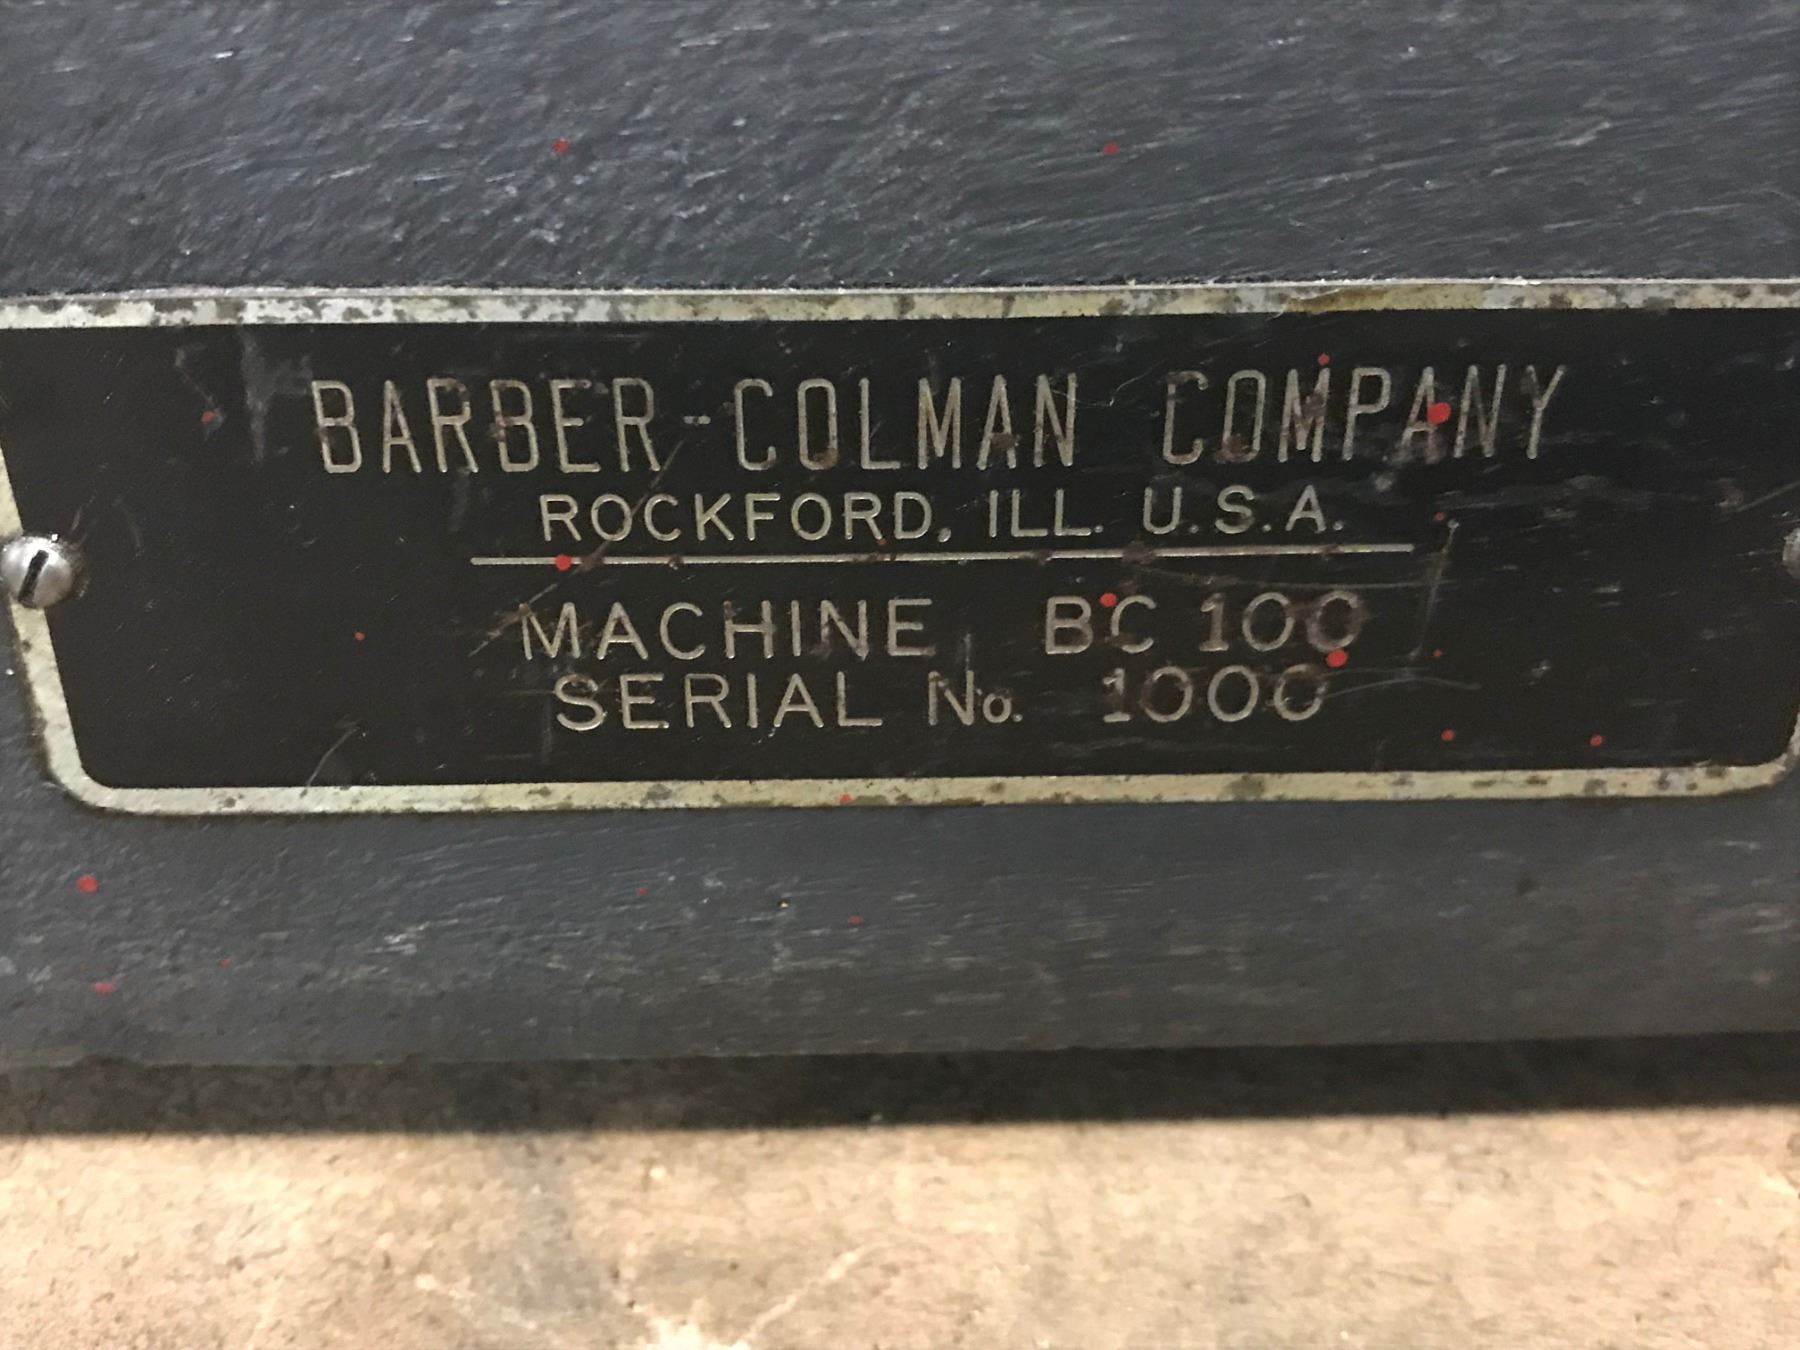 BARBER-COLMAN COMPANY
ROCKFORD, ILL. U.S.A.
MACHINE BC 100
SERIAL No. 1000